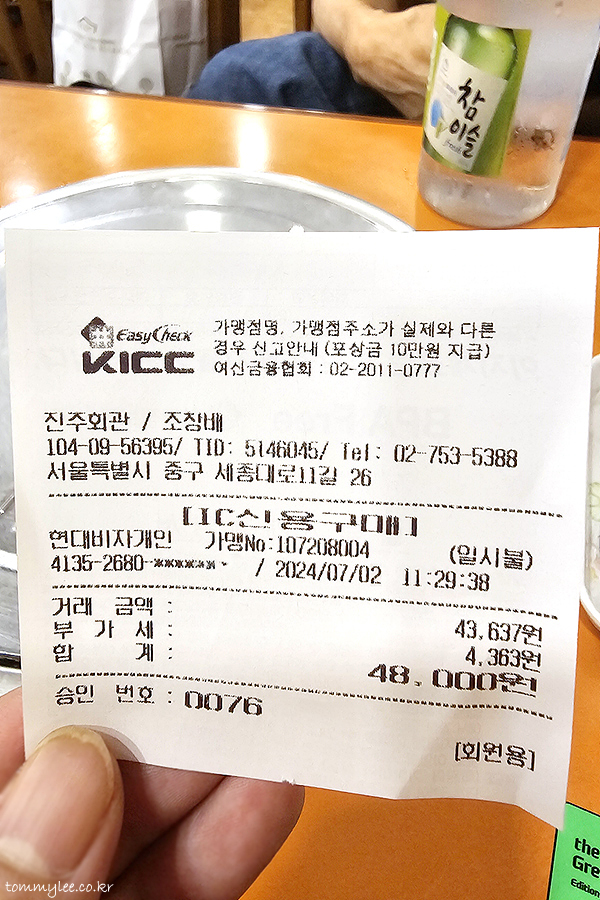 참
이슬
fresh
EasyCheck
KICC
가맹점명, 가맹점주소가 실제와 다른
경우 신고안내 (포상금 10만원 지급)
여신금융협회 : 02-2011-0777
진주회관 / 조창배
104-09-56395/ TID: 5146045/ Tel: 02-753-5388
서울특별시 중구 세종대로11길 26
[IC신용구매]
현대비자개인 가맹No:107208004 (일시불)
4135-2680-******* / 2024/07/02 11:29:38
거래 금액 : 43,637원
부 가 세 : 4,363원
합 계 : 48,000원
승인 번호 : 0076
[회원용]
the
Gre
Edition
tommylee.co.kr